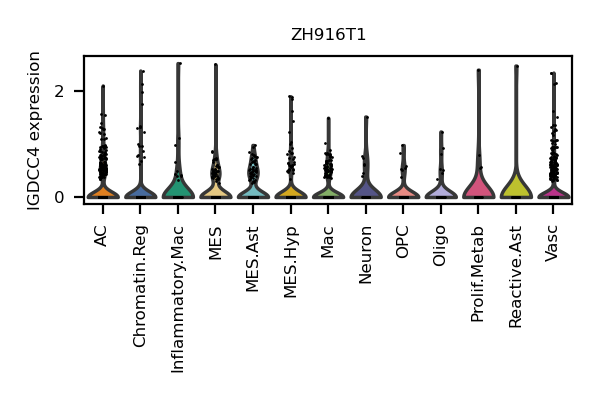 ZH916T1
IGDCC4 expression
2
0
AC
Chromatin.Reg
Inflammatory.Mac
MES
MES.Ast
MES.Hyp
Mac
Neuron
OPC
Oligo
Prolif.Metab
Reactive.Ast
Vasc